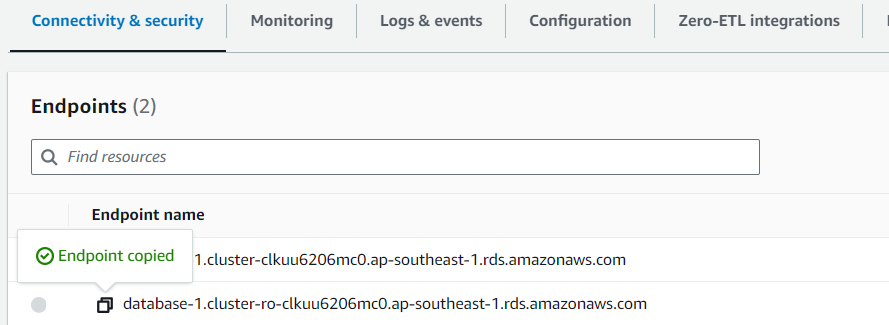 Connectivity & security
Monitoring
Logs & events
Configuration
Zero-ETL integrations
Endpoints (2)
Find resources
Endpoint name
Endpoint copied
1.cluster-clkuu6206mc0.ap-southeast-1.rds.amazonaws.com
database-1.cluster-ro-clkuu6206mc0.ap-southeast-1.rds.amazonaws.com